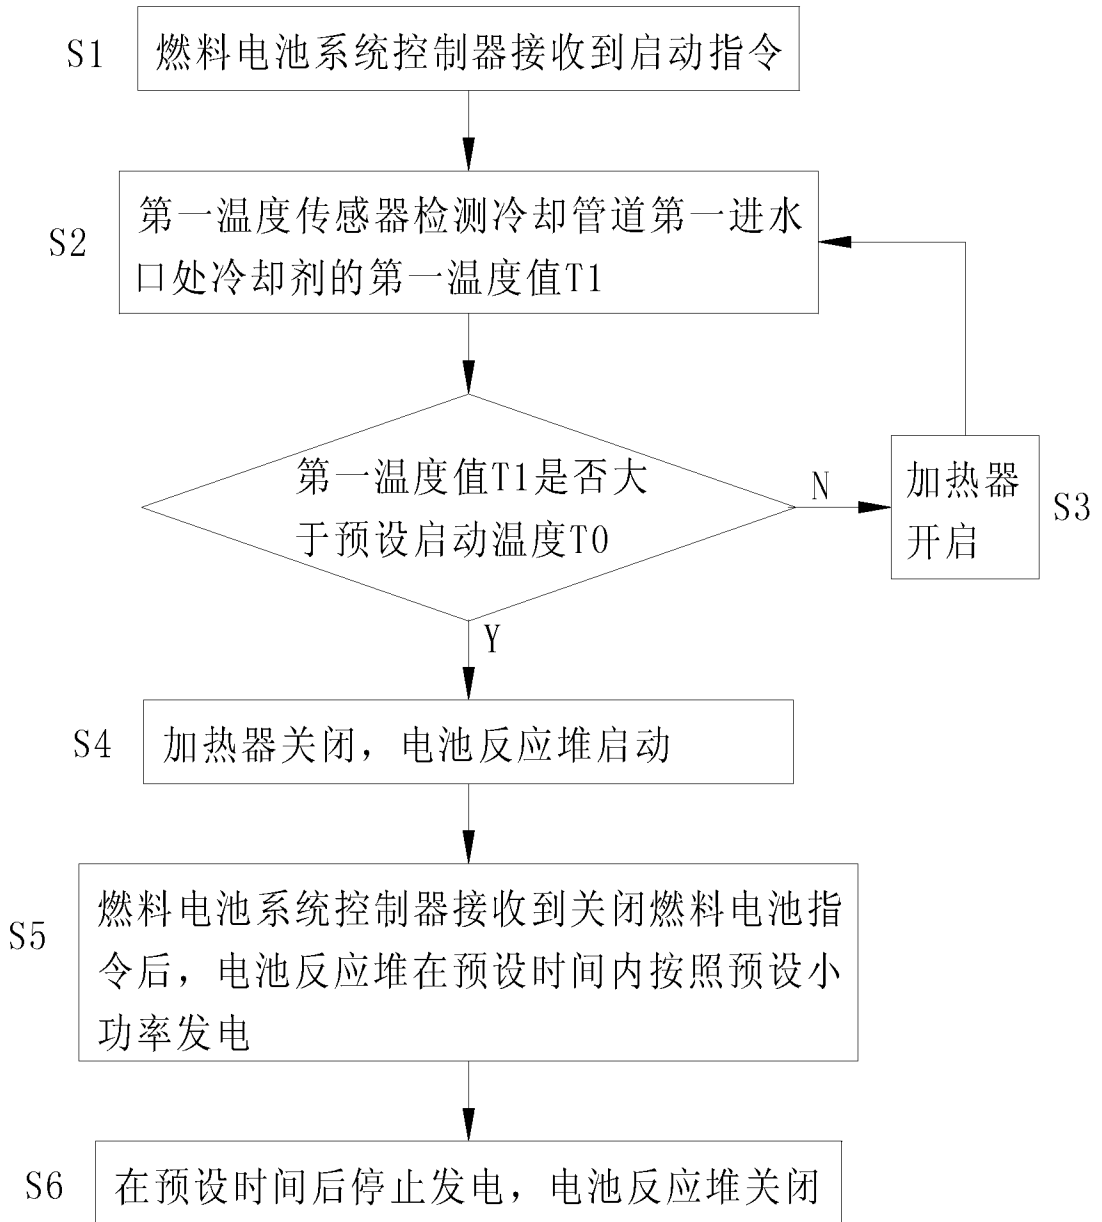 S1
燃料电池系统控制器接收到启动指令
S2
第一温度传感器检测冷却管道第一进水
口处冷却剂的第一温度值T1
第一温度值T1是否大
于预设启动温度T0
N
加热器
开启
S3
Y
S4
加热器关闭，电池反应堆启动
S5
燃料电池系统控制器接收到关闭燃料电池指
令后，电池反应堆在预设时间内按照预设小
功率发电
S6
在预设时间后停止发电，电池反应堆关闭